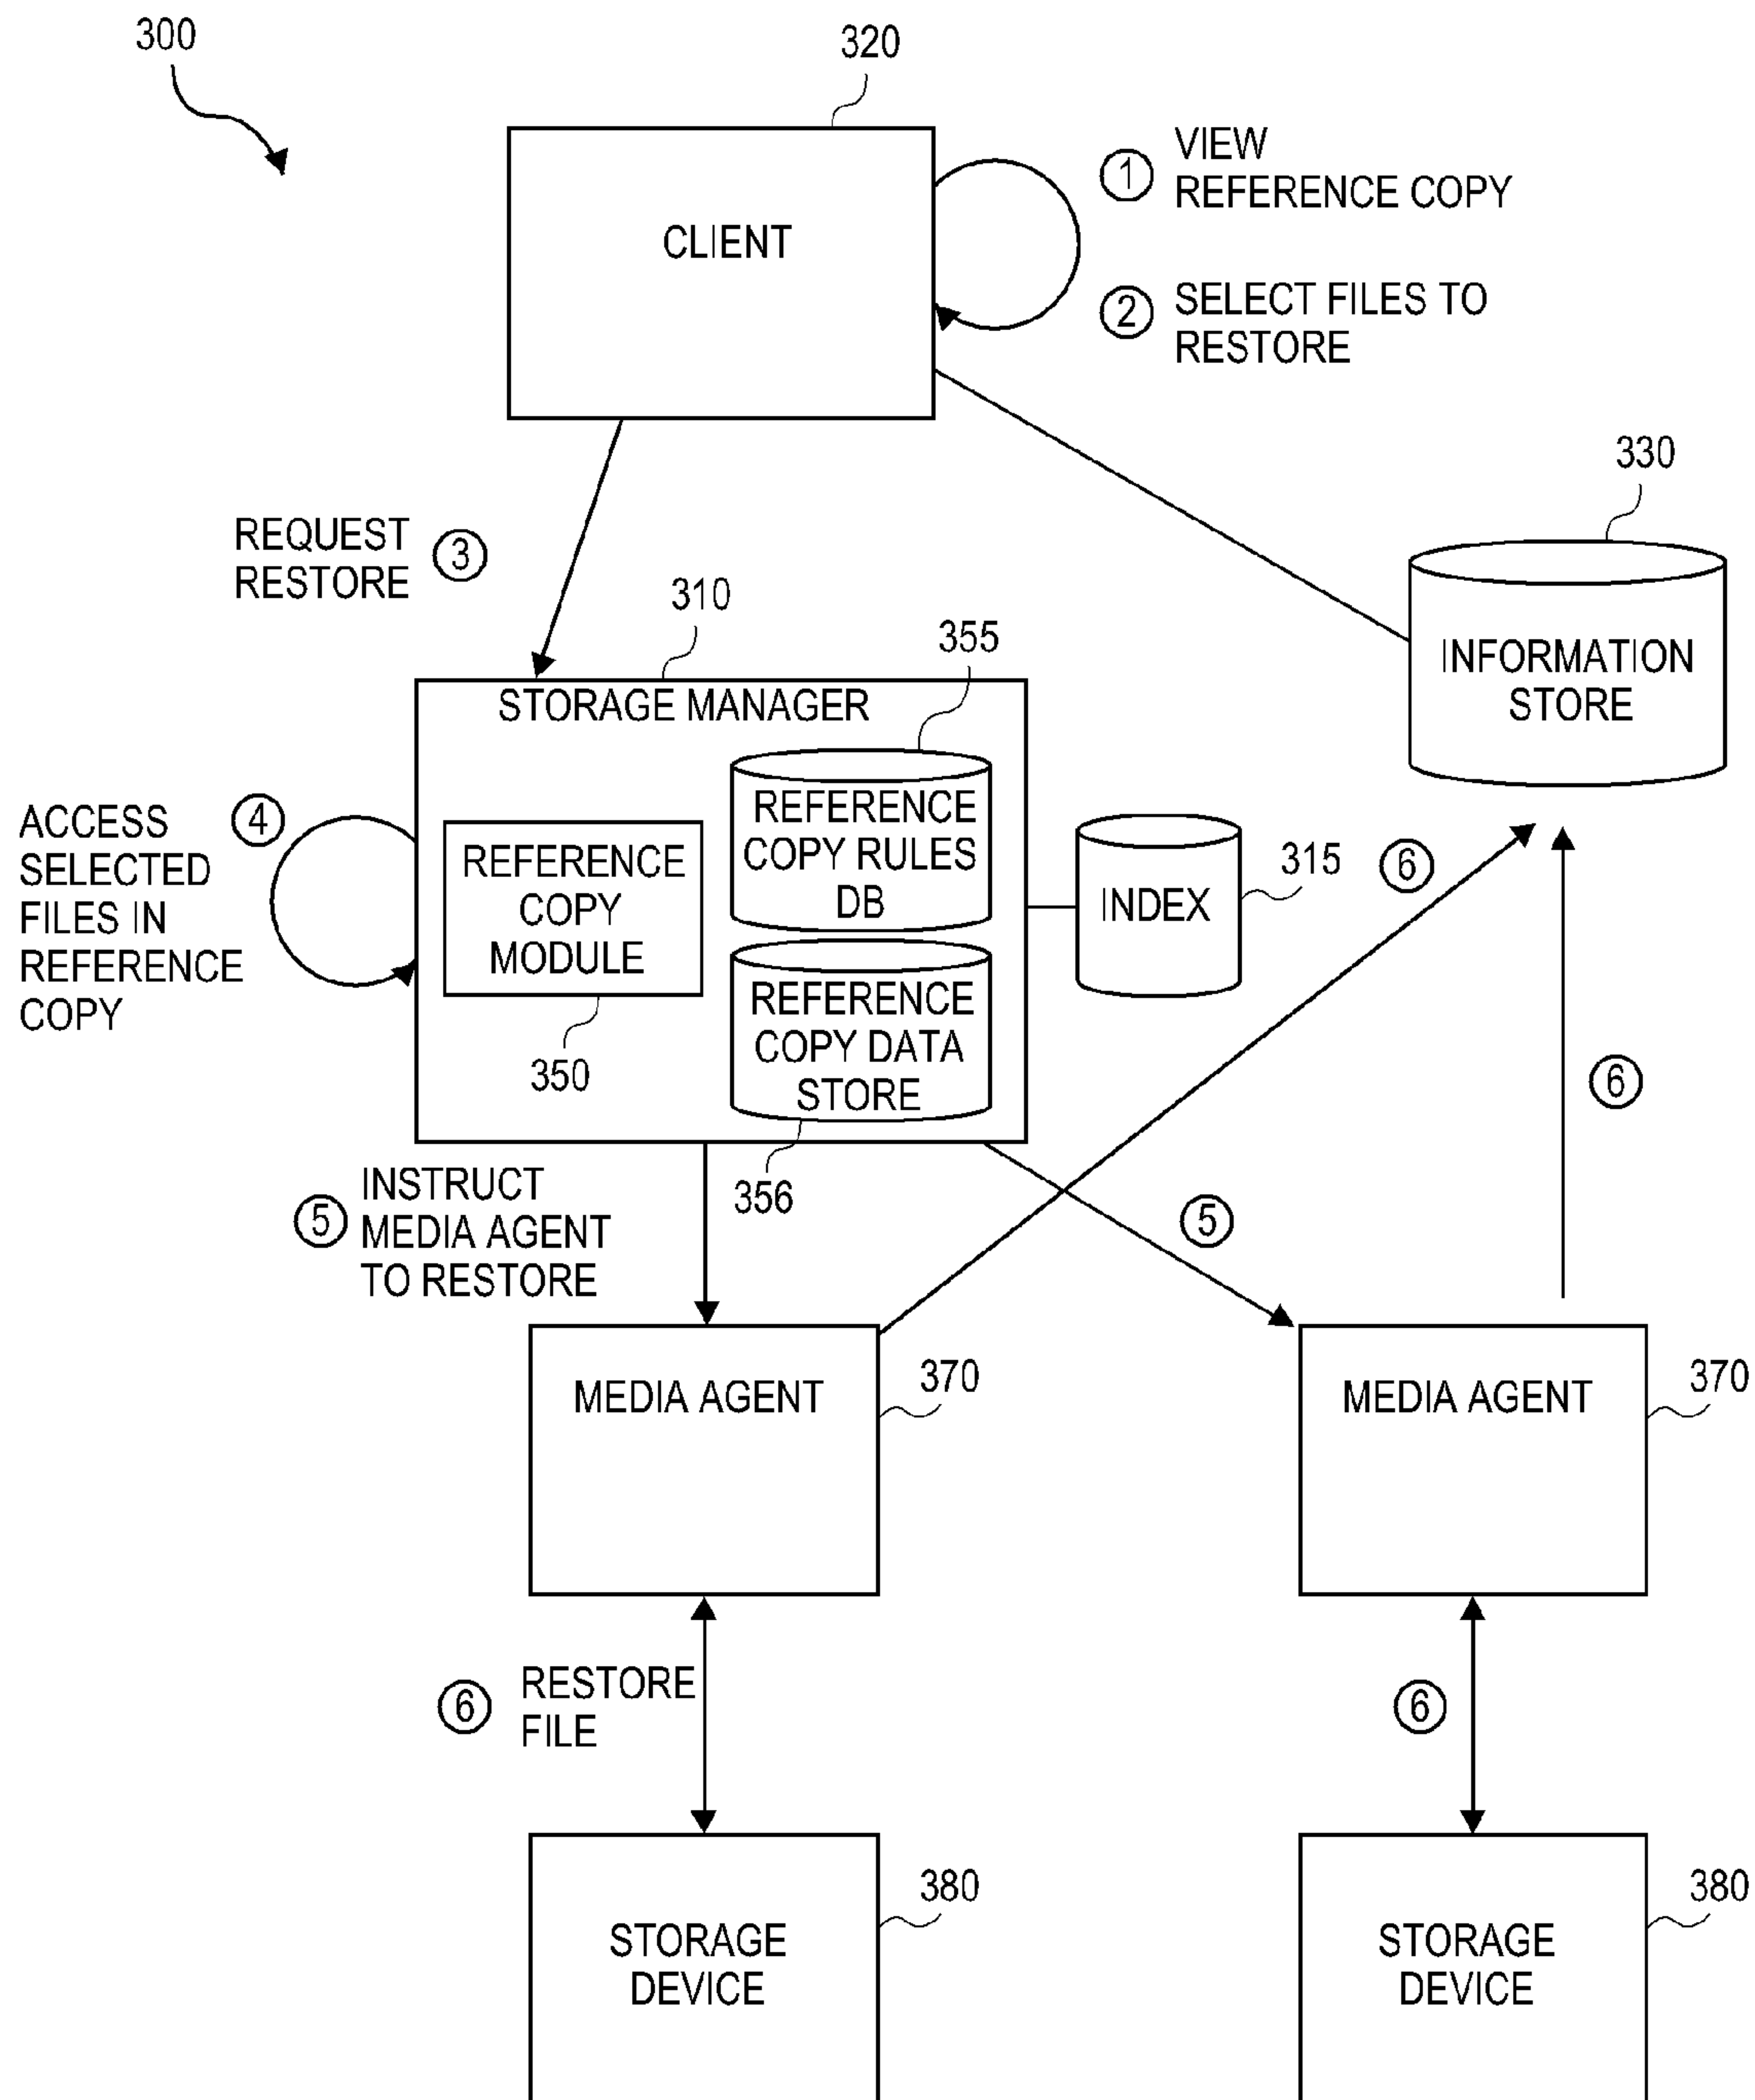 300
320
CLIENT
① VIEW
REFERENCE COPY
② SELECT FILES TO
RESTORE
330
REQUEST
RESTORE ③
310
355
INFORMATION
STORE
STORAGE MANAGER
ACCESS ④
SELECTED
FILES IN
REFERENCE
COPY
REFERENCE
COPY
MODULE
350
REFERENCE
COPY RULES
DB
REFERENCE
COPY DATA
STORE
356
INDEX
315
⑥
⑥
⑤ INSTRUCT
MEDIA AGENT
TO RESTORE
⑤
MEDIA AGENT
370
MEDIA AGENT
370
⑥ RESTORE
FILE
⑥
STORAGE
DEVICE
380
STORAGE
DEVICE
380